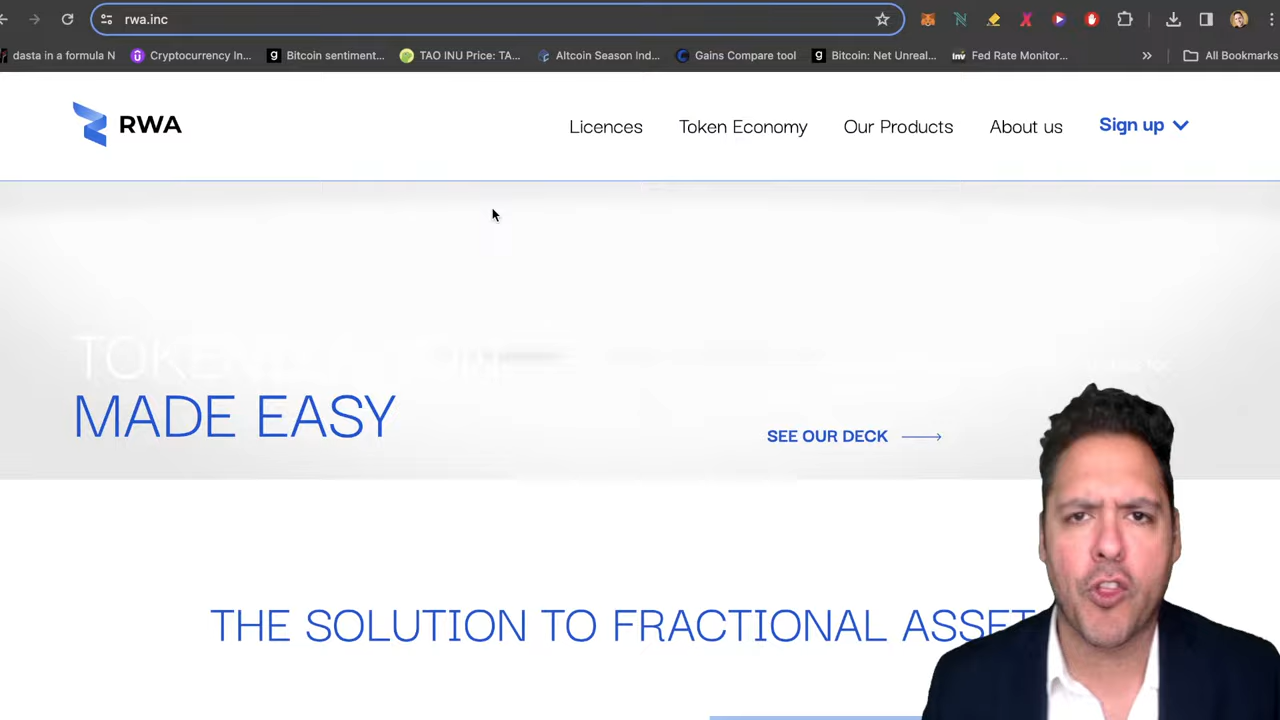 rwa.inc
dasta in a formula N
Cryptocurrency In...
Bitcoin sentiment...
TAO INU Price: TA...
Altcoin Season Ind...
Gains Compare tool
Bitcoin: Net Unreal...
Fed Rate Monitor...
All Bookmarks
RWA
Licences
Token Economy
Our Products
About us
Sign up
MADE EASY
SEE OUR DECK
THE SOLUTION TO FRACTIONAL ASSET